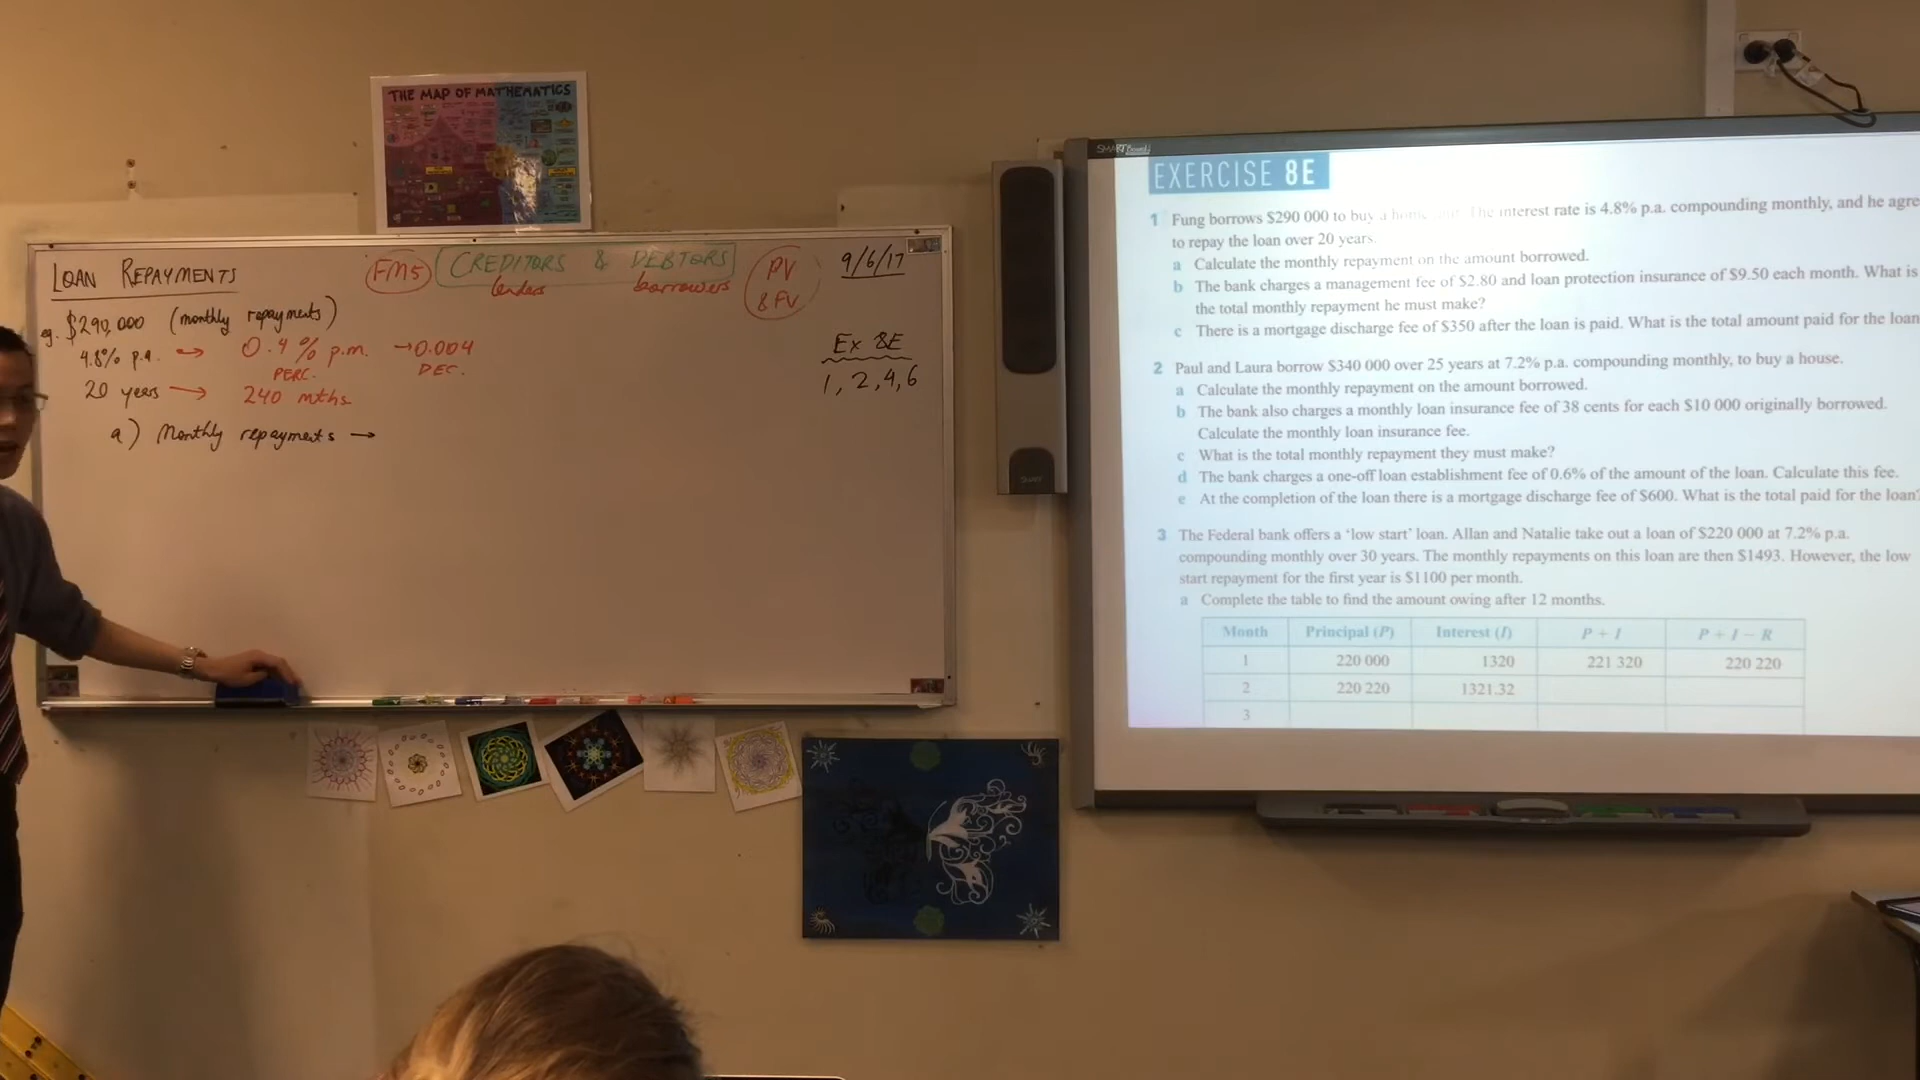 THE MAP OF MATHEMATICS
LOAN REPAYMENTS
FM5
CREDITORS & DEBTORS
lenders
borrowers
PV
& FV
9/6/17
eg. $290,000 (monthly repayments)
4.8% p.a. → 0.4% p.m. → 0.004
PERC.
DEC.
20 years → 240 mths
a) Monthly repayments →
Ex 8E
1, 2, 4, 6
SMART Board
EXERCISE 8E
1 Fung borrows $290 000 to buy a home unit. The interest rate is 4.8% p.a. compounding monthly, and he agre
to repay the loan over 20 years.
a Calculate the monthly repayment on the amount borrowed.
b The bank charges a management fee of $2.80 and loan protection insurance of $9.50 each month. What is
the total monthly repayment he must make?
c There is a mortgage discharge fee of $350 after the loan is paid. What is the total amount paid for the loan
2 Paul and Laura borrow $340 000 over 25 years at 7.2% p.a. compounding monthly, to buy a house.
a Calculate the monthly repayment on the amount borrowed.
b The bank also charges a monthly loan insurance fee of 38 cents for each $10 000 originally borrowed.
Calculate the monthly loan insurance fee.
c What is the total monthly repayment they must make?
d The bank charges a one-off loan establishment fee of 0.6% of the amount of the loan. Calculate this fee.
e At the completion of the loan there is a mortgage discharge fee of $600. What is the total paid for the loan?
3 The Federal bank offers a 'low start' loan. Allan and Natalie take out a loan of $220 000 at 7.2% p.a.
compounding monthly over 30 years. The monthly repayments on this loan are then $1493. However, the low
start repayment for the first year is $1100 per month.
a Complete the table to find the amount owing after 12 months.
Month Principal (P) Interest (I) P + I P + I − R
1 220 000 1320 221 320 220 220
2 220 220 1321.32
3